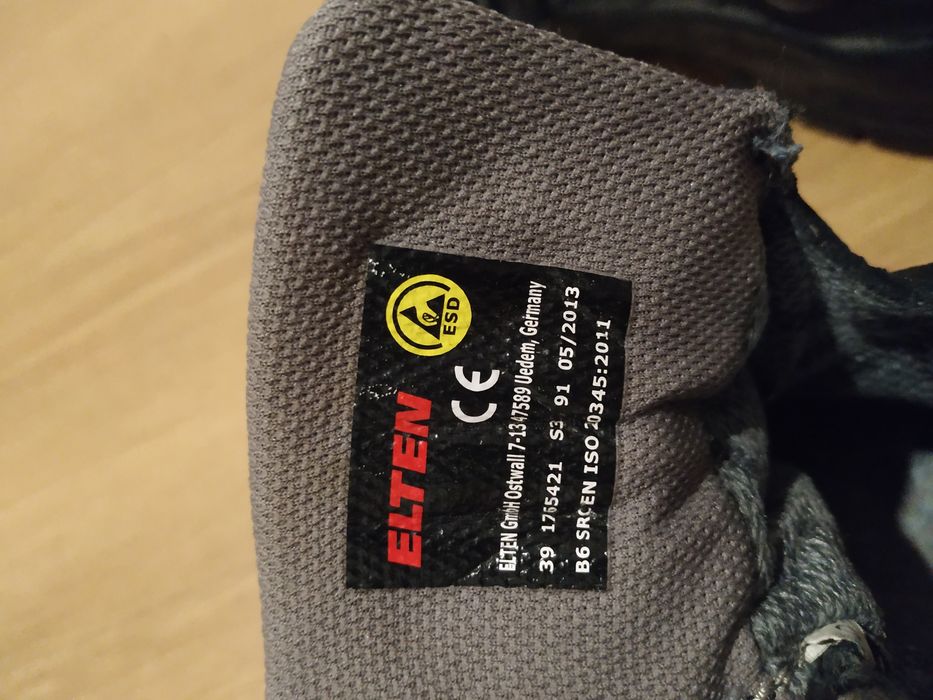 ELTEN
ESD
CE
ELTEN GmbH Ostwall 7-13 47589 Uedem, Germany
39 1765421 S3 91 05/2013
B6 SRC EN ISO 20345:2011